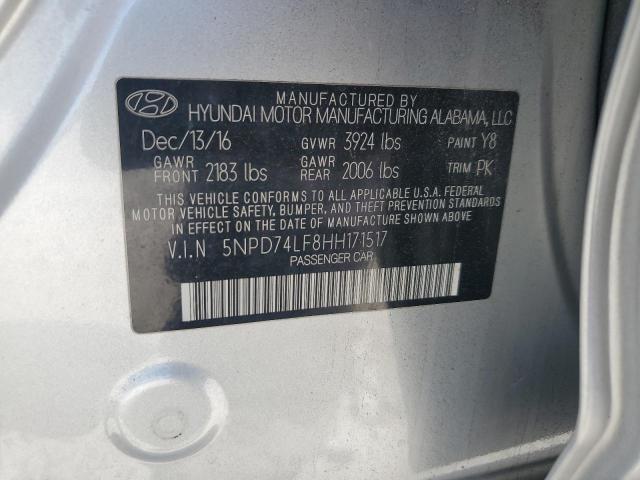 MANUFACTURED BY
HYUNDAI MOTOR MANUFACTURING ALABAMA, LLC
Dec/13/16 GVWR 3924 lbs PAINT Y8
GAWR FRONT 2183 lbs GAWR REAR 2006 lbs TRIM PK
THIS VEHICLE CONFORMS TO ALL APPLICABLE U.S.A. FEDERAL
MOTOR VEHICLE SAFETY, BUMPER, AND THEFT PREVENTION STANDARDS
IN EFFECT ON THE DATE OF MANUFACTURE SHOWN ABOVE.
V.I.N 5NPD74LF8HH171517
PASSENGER CAR